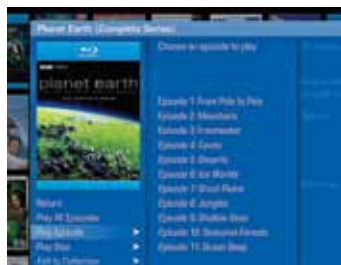 Planet Earth (Complete Series)
Choose an episode to play
planet earth
Episode 1: From Pole to Pole
Episode 2: Mountains
Episode 3: Freshwater
Episode 4: Caves
Episode 5: Deserts
Episode 6: Ice Worlds
Episode 7: Great Plains
Episode 8: Jungles
Episode 9: Shallow Seas
Episode 10: Seasonal Forests
Episode 11: Ocean Deep
Return
Play All Episodes
Play Episode
Play Disc
Add to Collection